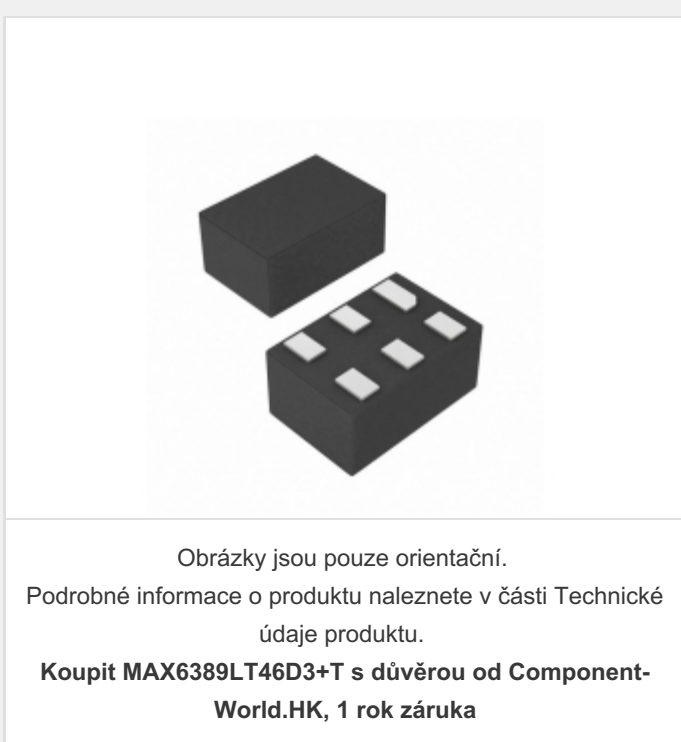 Obrázky jsou pouze orientační.
Podrobné informace o produktu naleznete v části Technické
údaje produktu.
Koupit MAX6389LT46D3+T s důvěrou od Component-
World.HK, 1 rok záruka